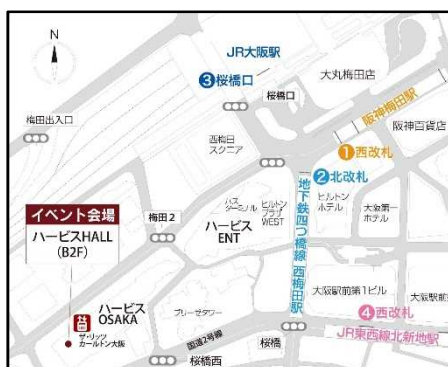 N
JR大阪駅
③桜橋口
桜橋口
大丸梅田店
阪神梅田駅
阪神百貨店
梅田出入口
西梅田
スクエア
①西改札
②北改札
地下鉄四つ橋線 西梅田駅
イベント会場
ハービスHALL
(B2F)
梅田2
バス
ターミナル
ヒルトン
プラザ
WEST
ヒルトン
ホテル
大阪第一
ホテル
ハービス
ENT
ハービス
OSAKA
ザ・リッツ
カールトン大阪
ブリーゼタワー
大阪駅前第1ビル
大阪駅前
④西改札
JR東西線北新地駅
国道2号線
桜橋西
桜橋